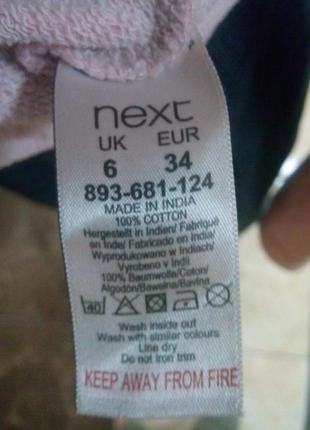 next
UK EUR
6 34
893-681-124
MADE IN INDIA
100% COTTON
Hergestellt in Indien/ Fabriqué
en Inde/ Fabricado en India/
Wyprodukowano w Indiach/
Vyrobeno v Indii
100% Baumwolle/Coton/
Algodón/Bawełna/Bavlna
40
Wash inside out
Wash with similar colours
Line dry
Do not iron trim
KEEP AWAY FROM FIRE